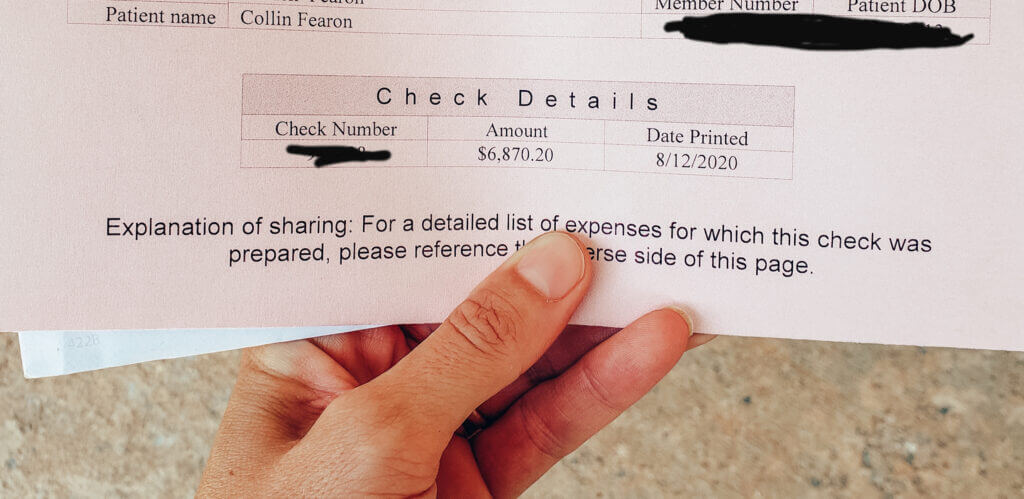 Member Number Patient DOB
Patient name Collin Fearon
Check Details
Check Number Amount Date Printed
$6,870.20 8/12/2020
Explanation of sharing: For a detailed list of expenses for which this check was
prepared, please reference side of this page.